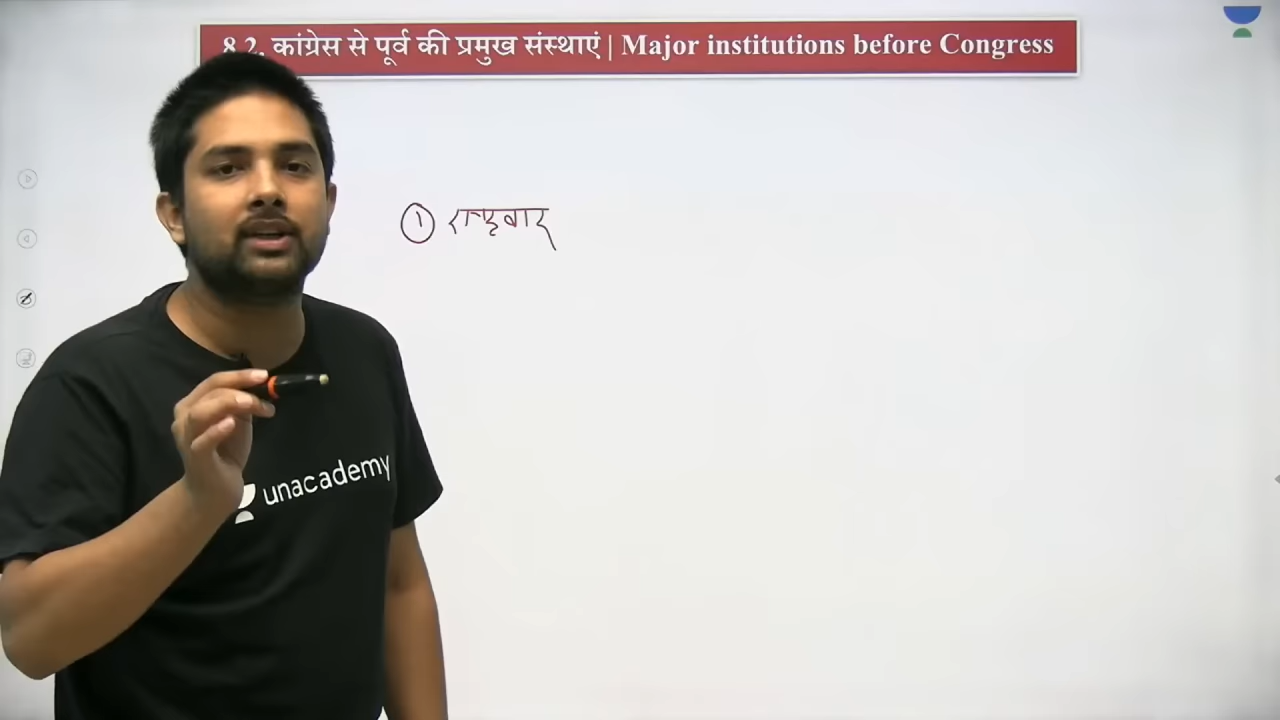 8.2. कांग्रेस से पूर्व की प्रमुख संस्थाएं | Major institutions before Congress
① राष्ट्रवाद
unacademy